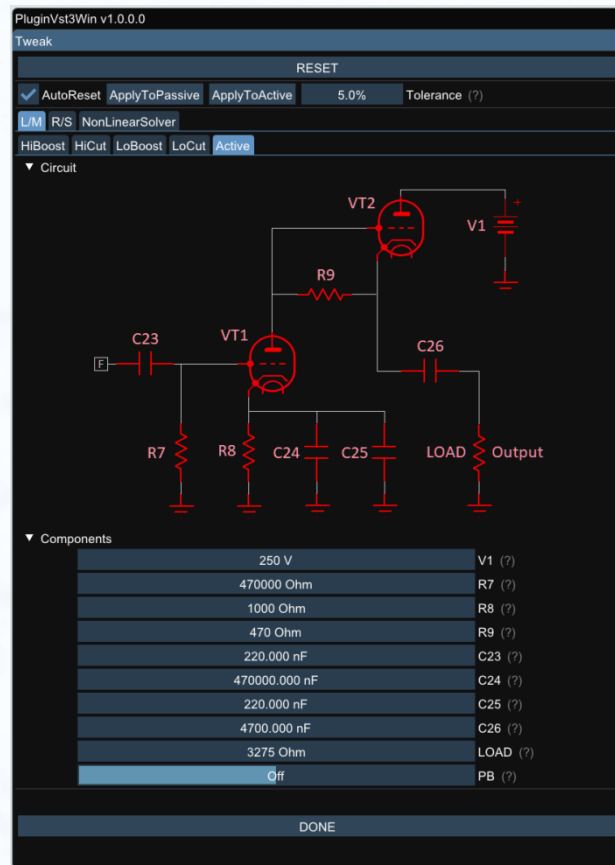 PluginVst3Win v1.0.0.0
Tweak
RESET
AutoReset ApplyToPassive ApplyToActive 5.0% Tolerance (?)
L/M R/S NonLinearSolver
HiBoost HiCut LoBoost LoCut Active
Circuit
VT2
V1 +
R9
VT1
C23
C26
F
R7 R8 C24 C25 LOAD Output
Components
250 V V1 (?)
470000 Ohm R7 (?)
1000 Ohm R8 (?)
470 Ohm R9 (?)
220.000 nF C23 (?)
470000.000 nF C24 (?)
220.000 nF C25 (?)
4700.000 nF C26 (?)
3275 Ohm LOAD (?)
Off PB (?)
DONE